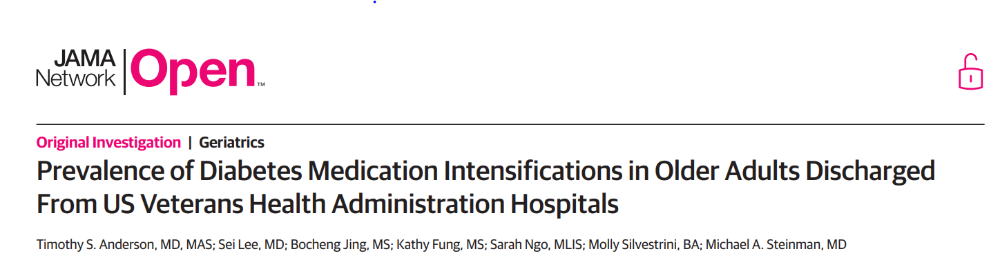 JAMA
Network Open™
Original Investigation | Geriatrics
Prevalence of Diabetes Medication Intensifications in Older Adults Discharged
From US Veterans Health Administration Hospitals
Timothy S. Anderson, MD, MAS; Sei Lee, MD; Bocheng Jing, MS; Kathy Fung, MS; Sarah Ngo, MLIS; Molly Silvestrini, BA; Michael A. Steinman, MD